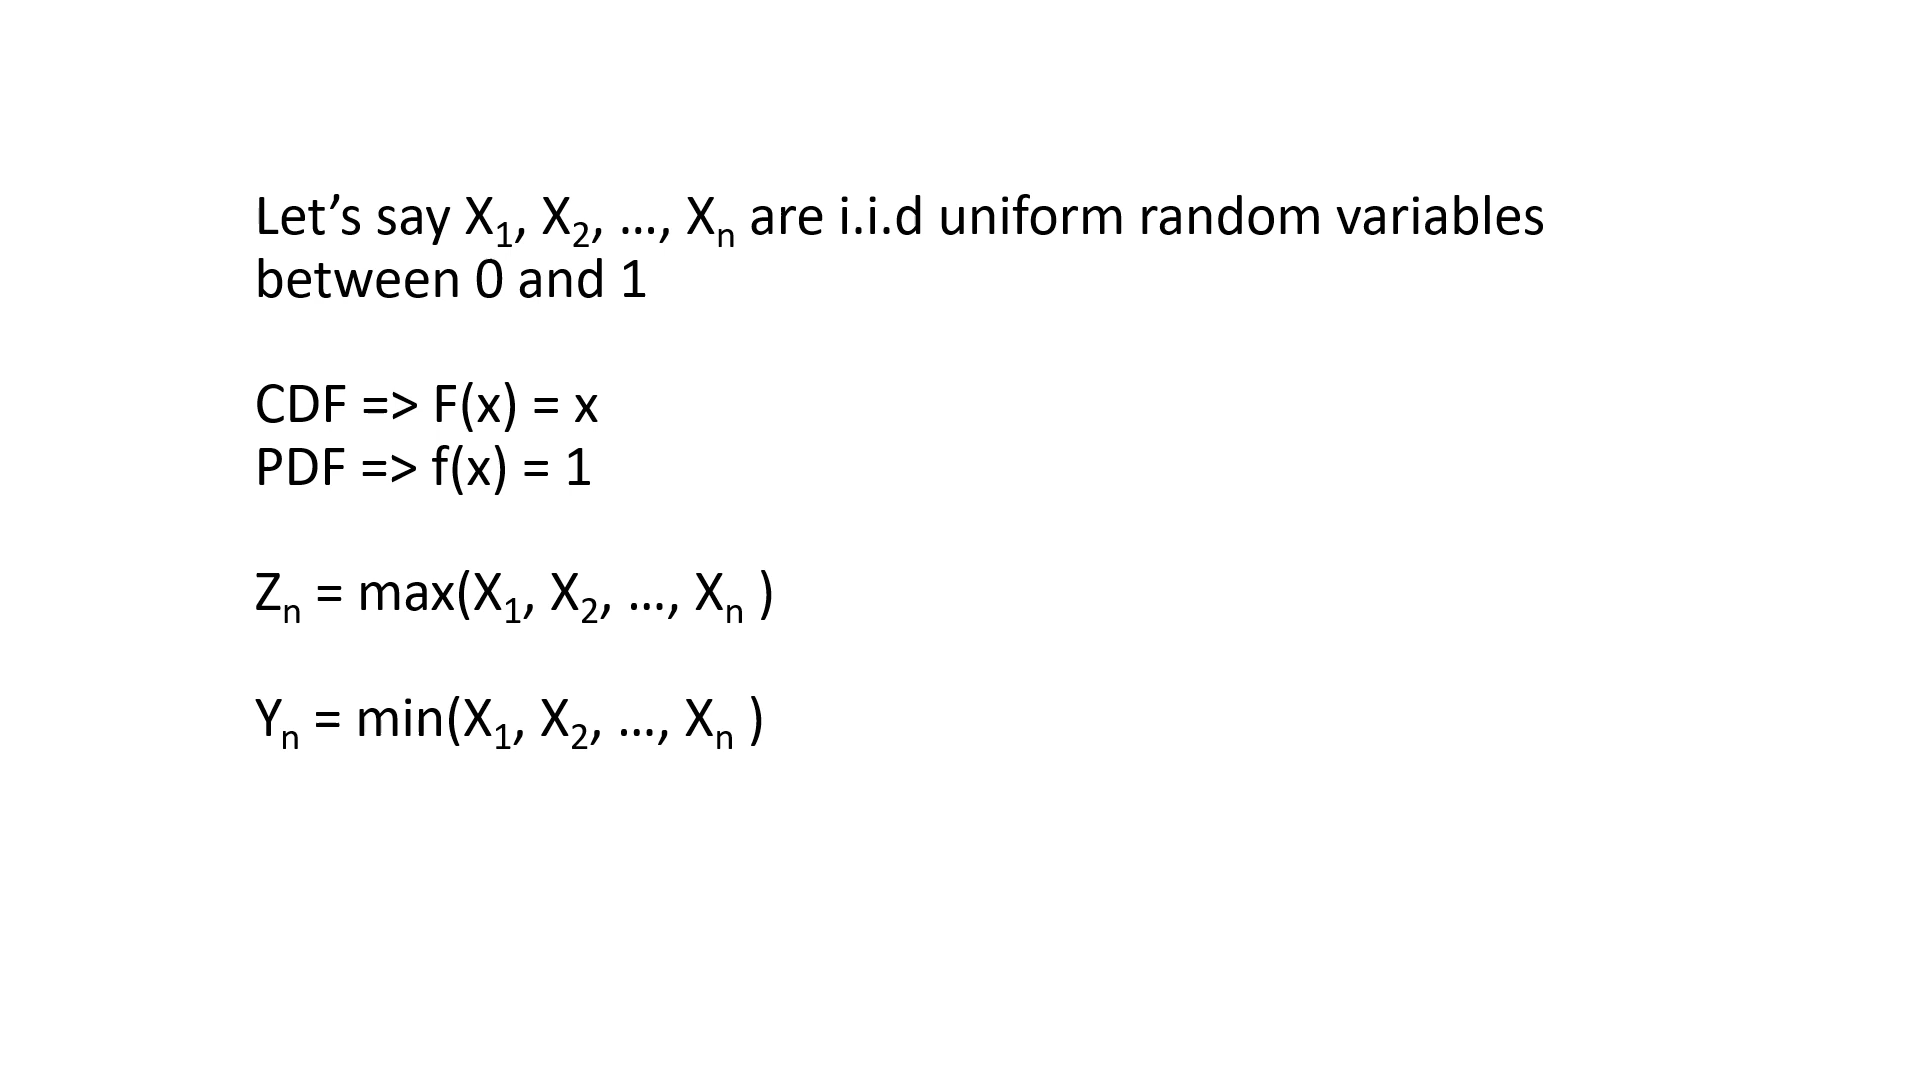 Let’s say X₁, X₂, …, Xₙ are i.i.d uniform random variables
between 0 and 1
CDF => F(x) = x
PDF => f(x) = 1
Zₙ = max(X₁, X₂, …, Xₙ )
Yₙ = min(X₁, X₂, …, Xₙ )